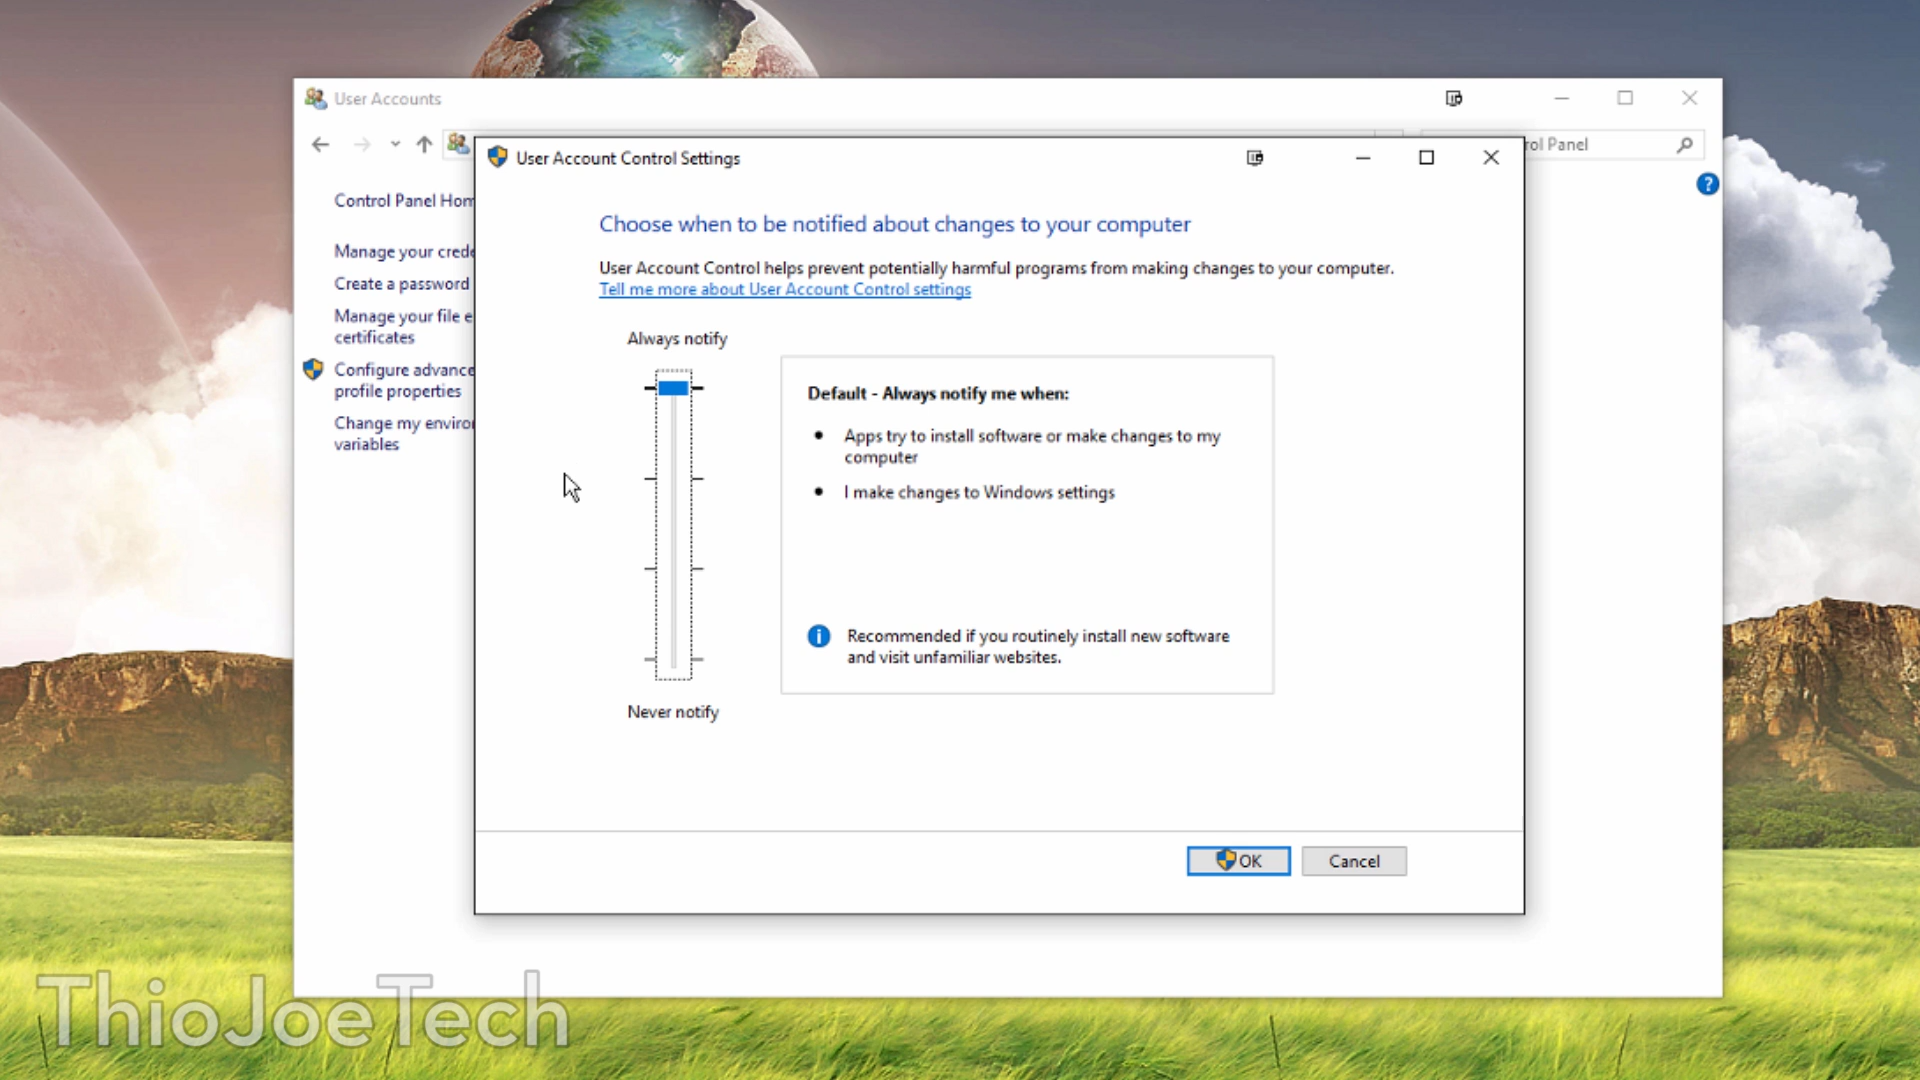 User Accounts
rol Panel
User Account Control Settings
Control Panel Hom
Manage your crede
Create a password
Manage your file e
certificates
Configure advance
profile properties
Change my enviro
variables
Choose when to be notified about changes to your computer
User Account Control helps prevent potentially harmful programs from making changes to your computer.
Tell me more about User Account Control settings
Always notify
Default - Always notify me when:
Apps try to install software or make changes to my
computer
I make changes to Windows settings
Recommended if you routinely install new software
and visit unfamiliar websites.
Never notify
OK
Cancel
ThioJoeTech